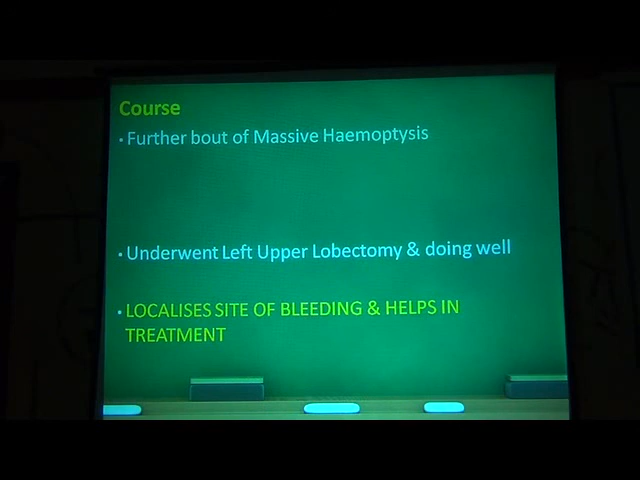 Course
· Further bout of Massive Haemoptysis
· Underwent Left Upper Lobectomy & doing well
· LOCALISES SITE OF BLEEDING & HELPS IN
TREATMENT